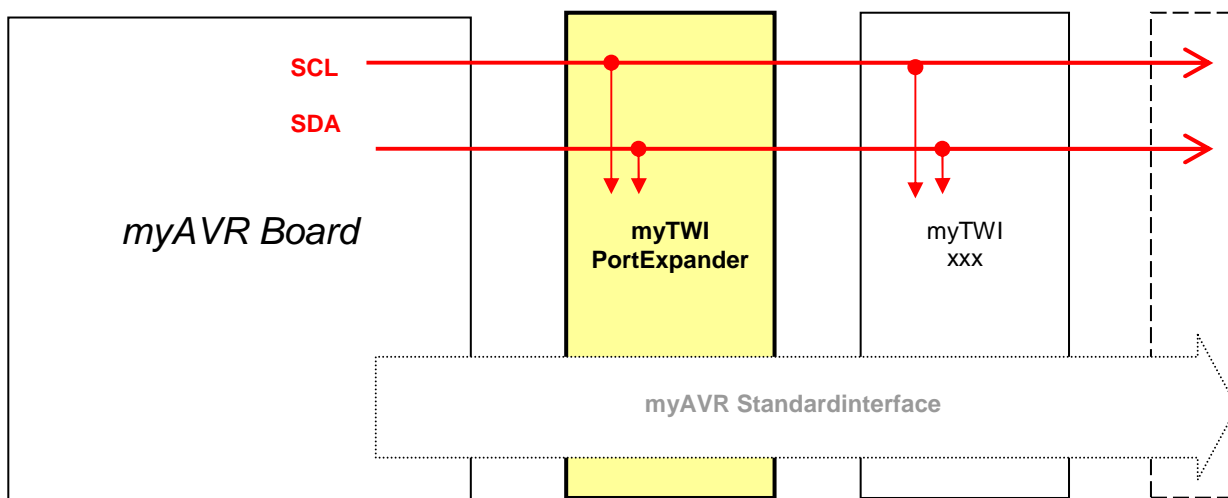 SCL
SDA
myAVR Board
myTWI
PortExpander
myTWI
xxx
myAVR Standardinterface